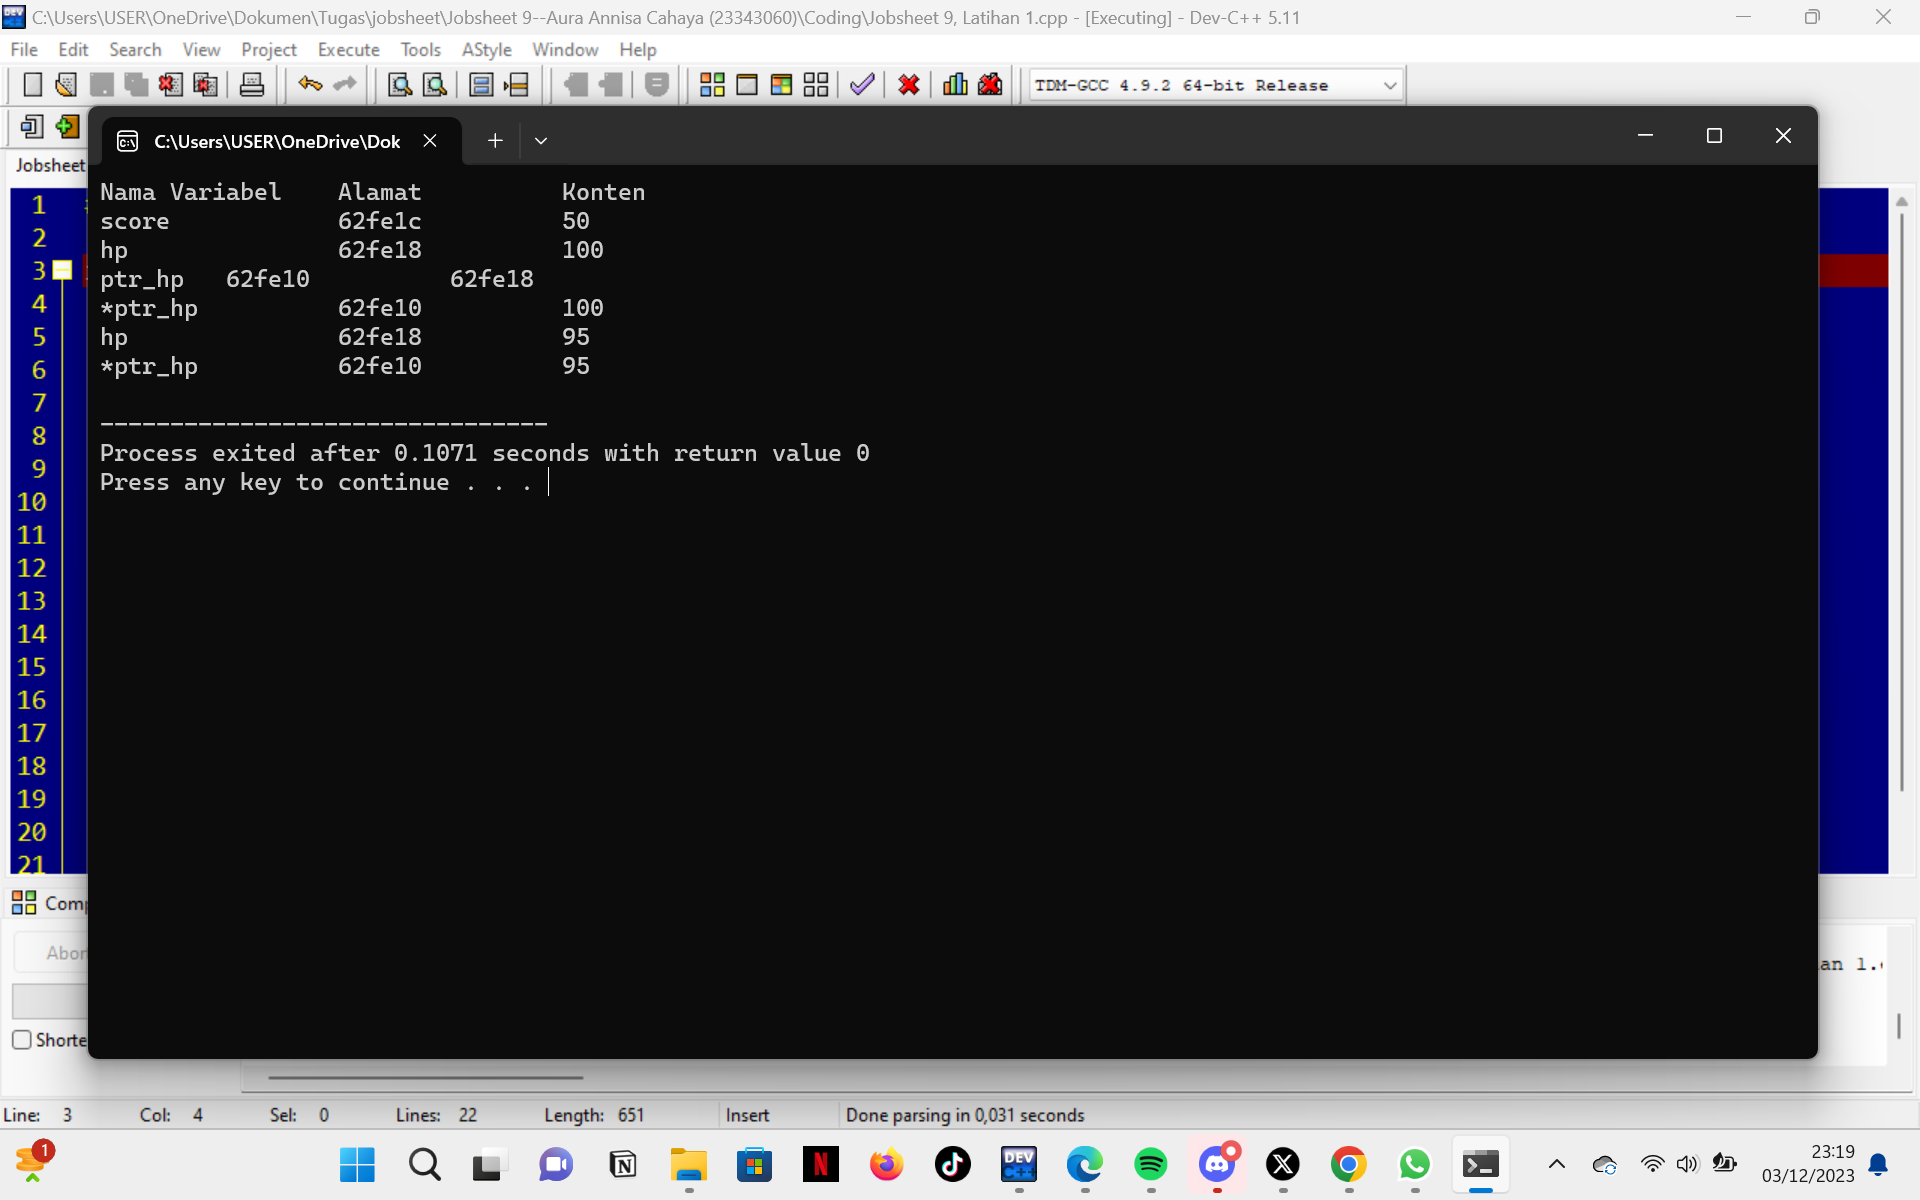 C:\Users\USER\OneDrive\Dokumen\Tugas\jobsheet\Jobsheet 9--Aura Annisa Cahaya (23343060)\Coding\Jobsheet 9, Latihan 1.cpp - [Executing] - Dev-C++ 5.11
File Edit Search View Project Execute Tools AStyle Window Help
TDM-GCC 4.9.2 64-bit Release
C:\Users\USER\OneDrive\Dok
Jobsheet
Nama Variabel Alamat Konten
score 62fe1c 50
hp 62fe18 100
ptr_hp 62fe10 62fe18
*ptr_hp 62fe10 100
hp 62fe18 95
*ptr_hp 62fe10 95
--------------------------------
Process exited after 0.1071 seconds with return value 0
Press any key to continue . . .
1
2
3
4
5
6
7
8
9
10
11
12
13
14
15
16
17
18
19
20
21
Comp
Abor
an 1.
Shorte
Line: 3 Col: 4 Sel: 0 Lines: 22 Length: 651 Insert Done parsing in 0,031 seconds
1
DEV C++
23:19
03/12/2023